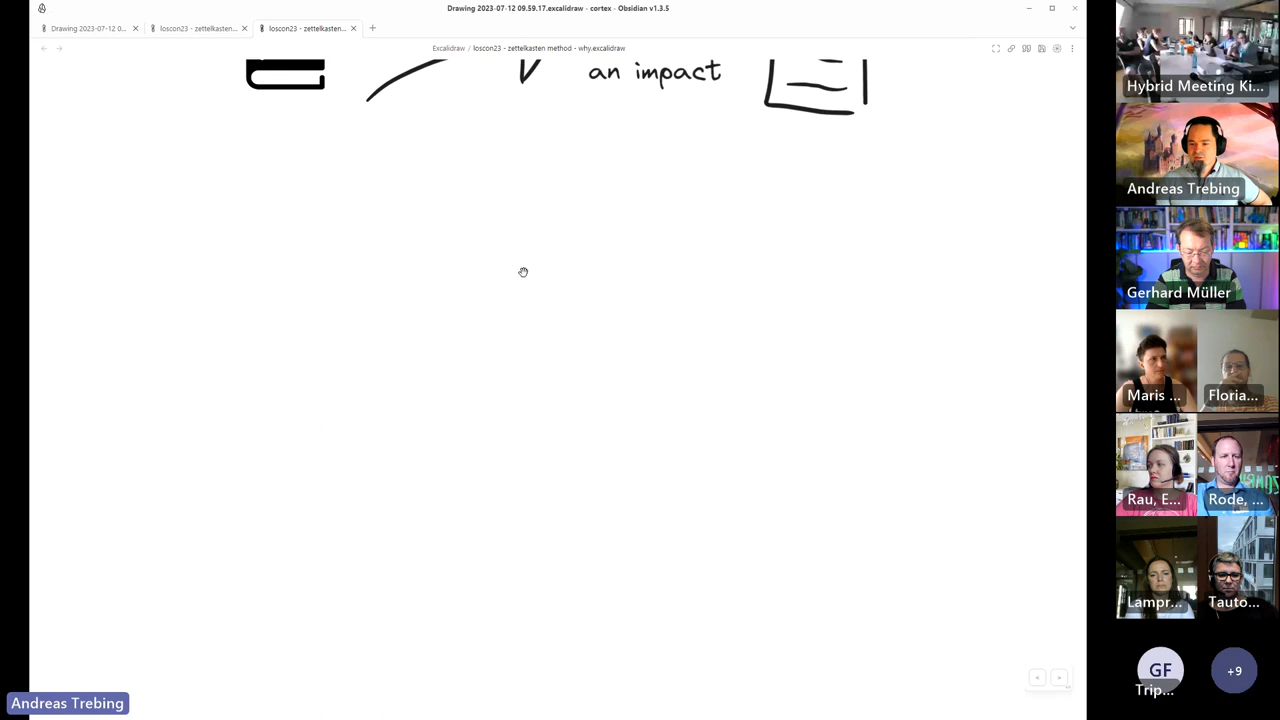 Drawing 2023-07-12 09.59.17.excalidraw - cortex - Obsidian v1.3.5
Drawing 2023-07-12 0...
loscon23 - zettelkasten...
loscon23 - zettelkasten...
Excalidraw / loscon23 - zettelkasten method - why.excalidraw
an impact
Hybrid Meeting Ki...
Andreas Trebing
Gerhard Müller
Maris ...
Floria...
Rau, E...
Rode, ...
Lampr...
Tauto...
GF
+9
Trip...
Andreas Trebing